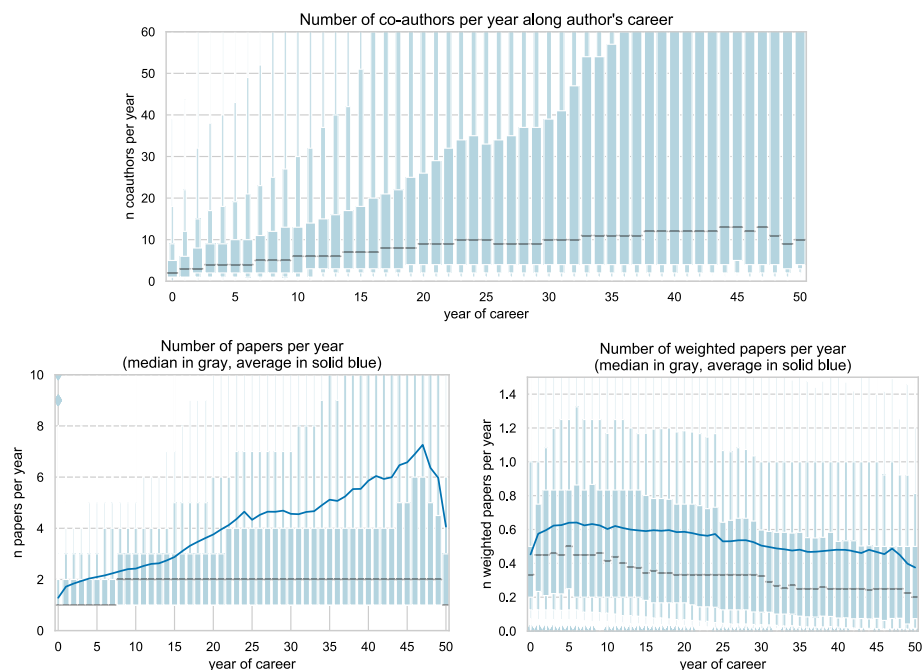 Number of co-authors per year along author's career
60
50
40
30
20
10
0
n coauthors per year
0 5 10 15 20 25 30 35 40 45 50
year of career
Number of papers per year
(median in gray, average in solid blue)
10
8
6
4
2
0
n papers per year
0 5 10 15 20 25 30 35 40 45 50
year of career
Number of weighted papers per year
(median in gray, average in solid blue)
1.4
1.2
1.0
0.8
0.6
0.4
0.2
0.0
n weighted papers per year
0 5 10 15 20 25 30 35 40 45 50
year of career